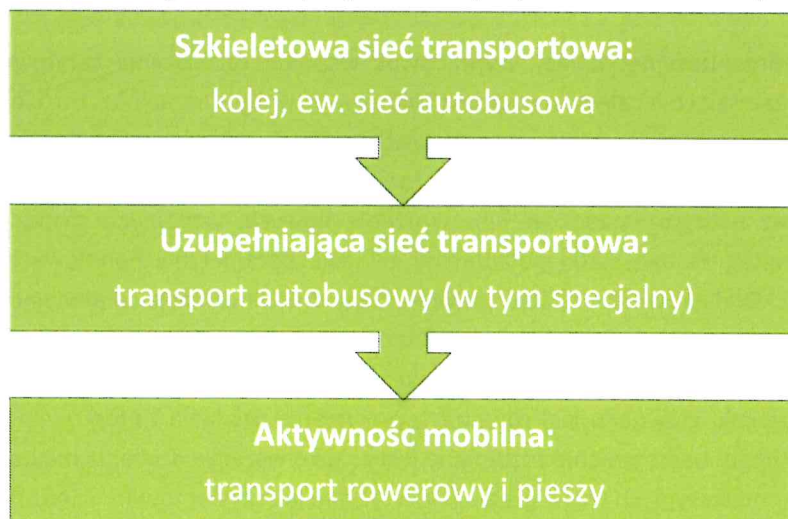 Szkieletowa sieć transportowa:
kolej, ew. sieć autobusowa
Uzupełniająca sieć transportowa:
transport autobusowy (w tym specjalny)
Aktywnośc mobilna:
transport rowerowy i pieszy